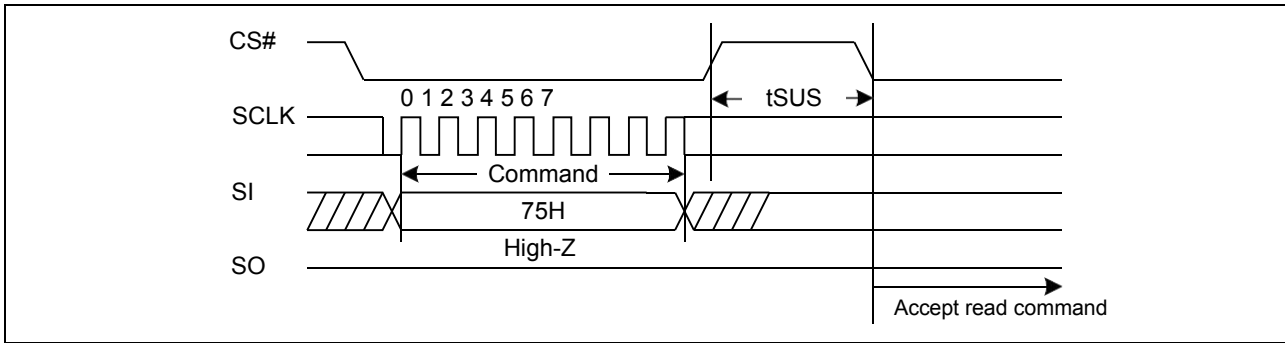 CS#
tSUS
0 1 2 3 4 5 6 7
SCLK
Command
SI
75H
High-Z
SO
Accept read command